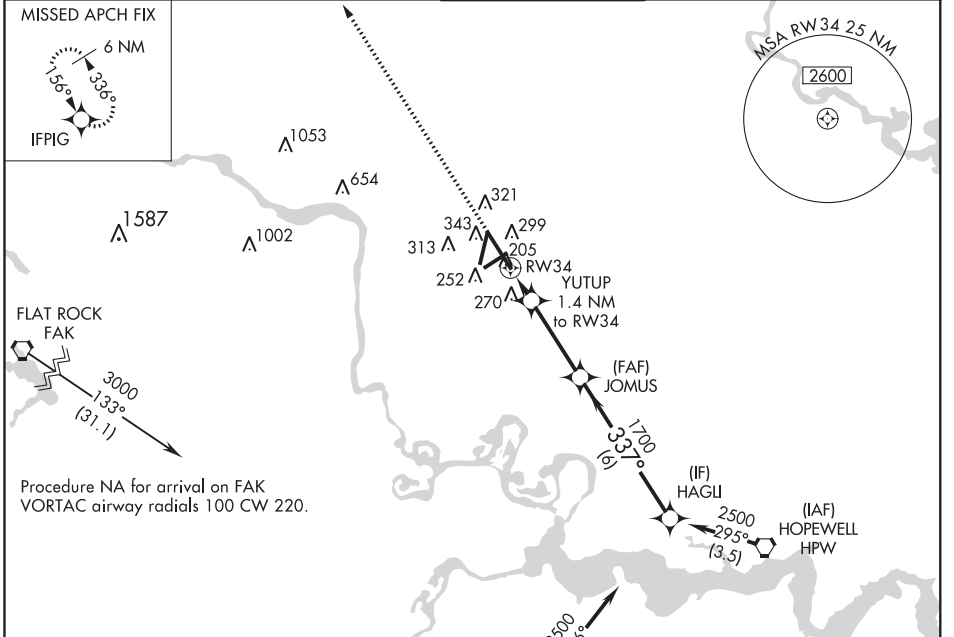 MISSED APCH FIX
6 NM
156°
336°
IFPIG
MSA RW34 25 NM
2600
1053
654
1587
1002
321
343
299
313
205
252
RW34
270
YUTUP
1.4 NM
to RW34
FLAT ROCK
FAK
3000
133°
(31.1)
(FAF)
JOMUS
1700
337°
(6)
Procedure NA for arrival on FAK
VORTAC airway radials 100 CW 220.
(IF)
HAGLI
2500
295°
(3.5)
(IAF)
HOPEWELL
HPW